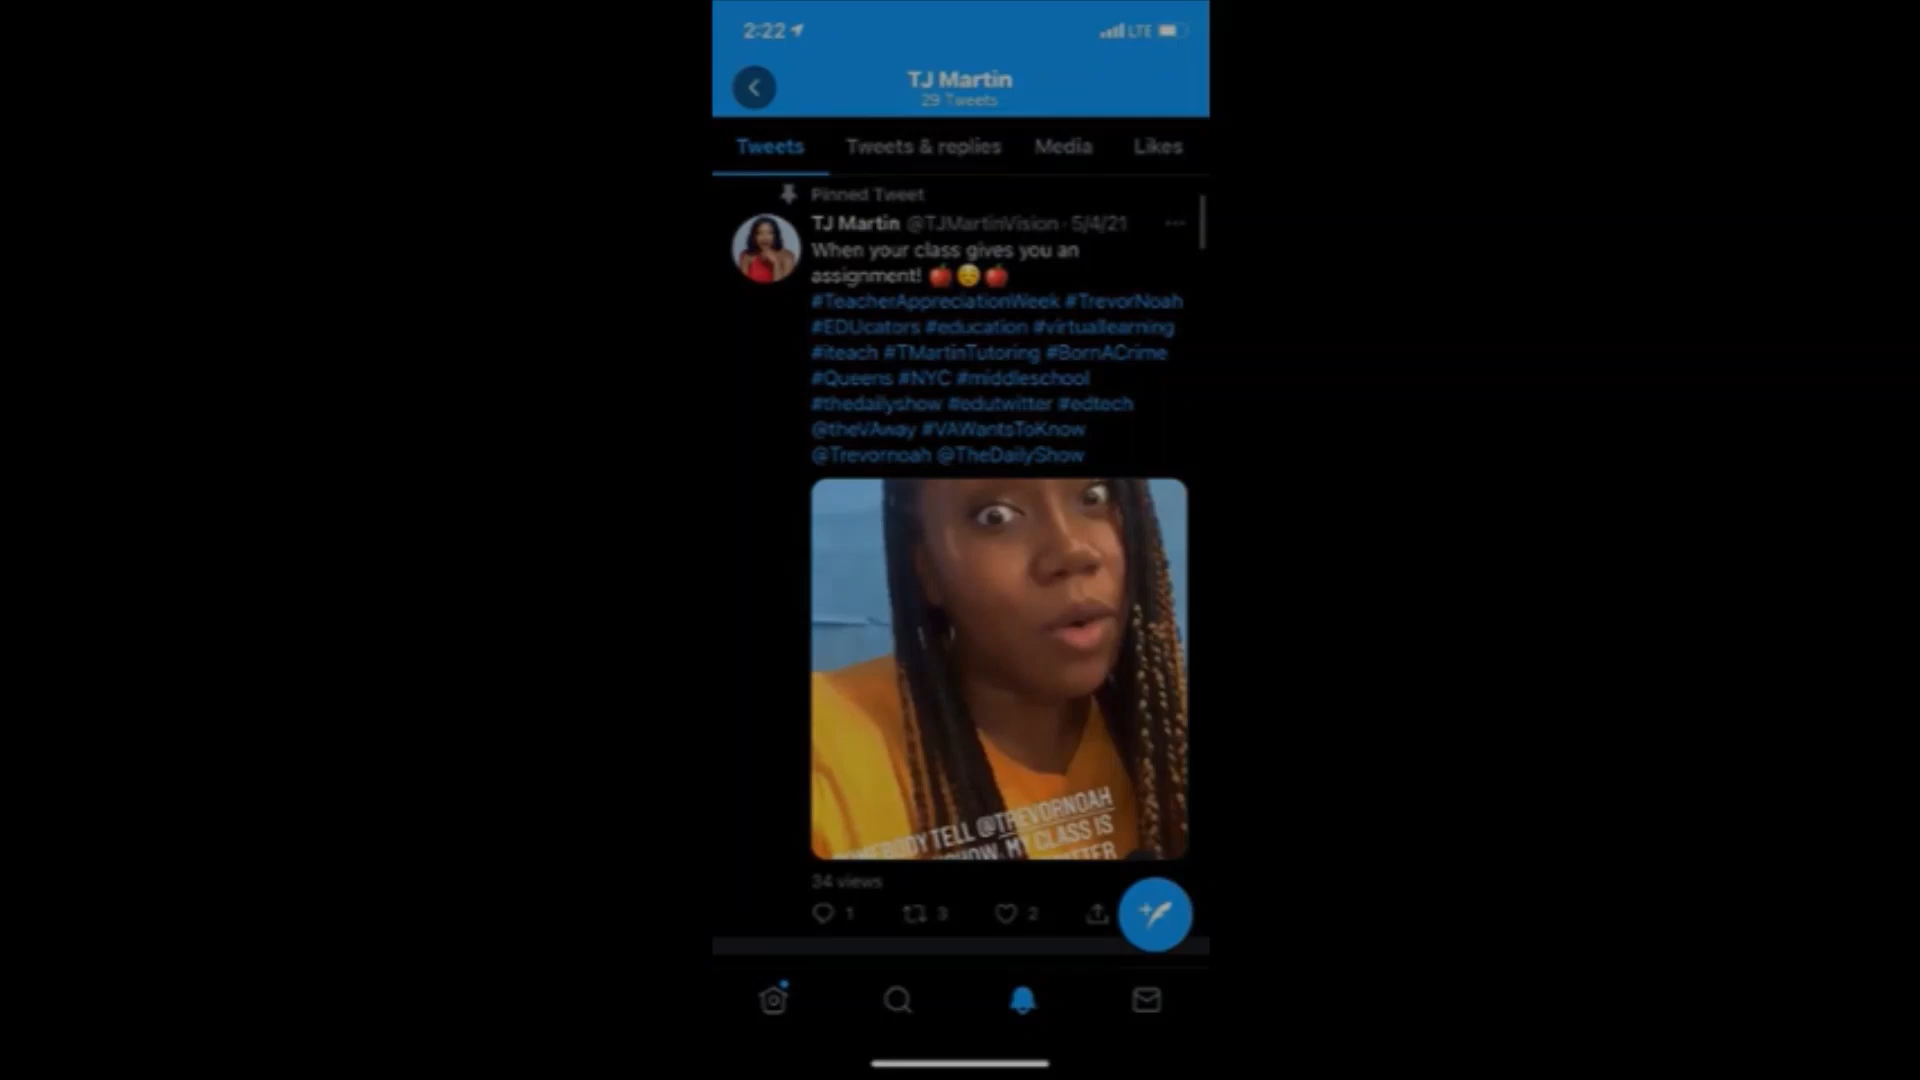 2:22
LTE
TJ Martin
29 Tweets
Tweets Tweets & replies Media Likes
Pinned Tweet
TJ Martin @TJMartinVision · 5/4/21
When your class gives you an
assignment! 🍎😌🍎
#TeacherAppreciationWeek #TrevorNoah
#EDUcators #education #virtuallearning
#iteach #TMartinTutoring #BornACrime
#Queens #NYC #middleschool
#thedailyshow #edutwitter #edtech
@theVAway #VAWantsToKnow
@Trevornoah @TheDailyShow
TELL @TREVORNOAH
MY CLASS IS
34 views
1 3 2